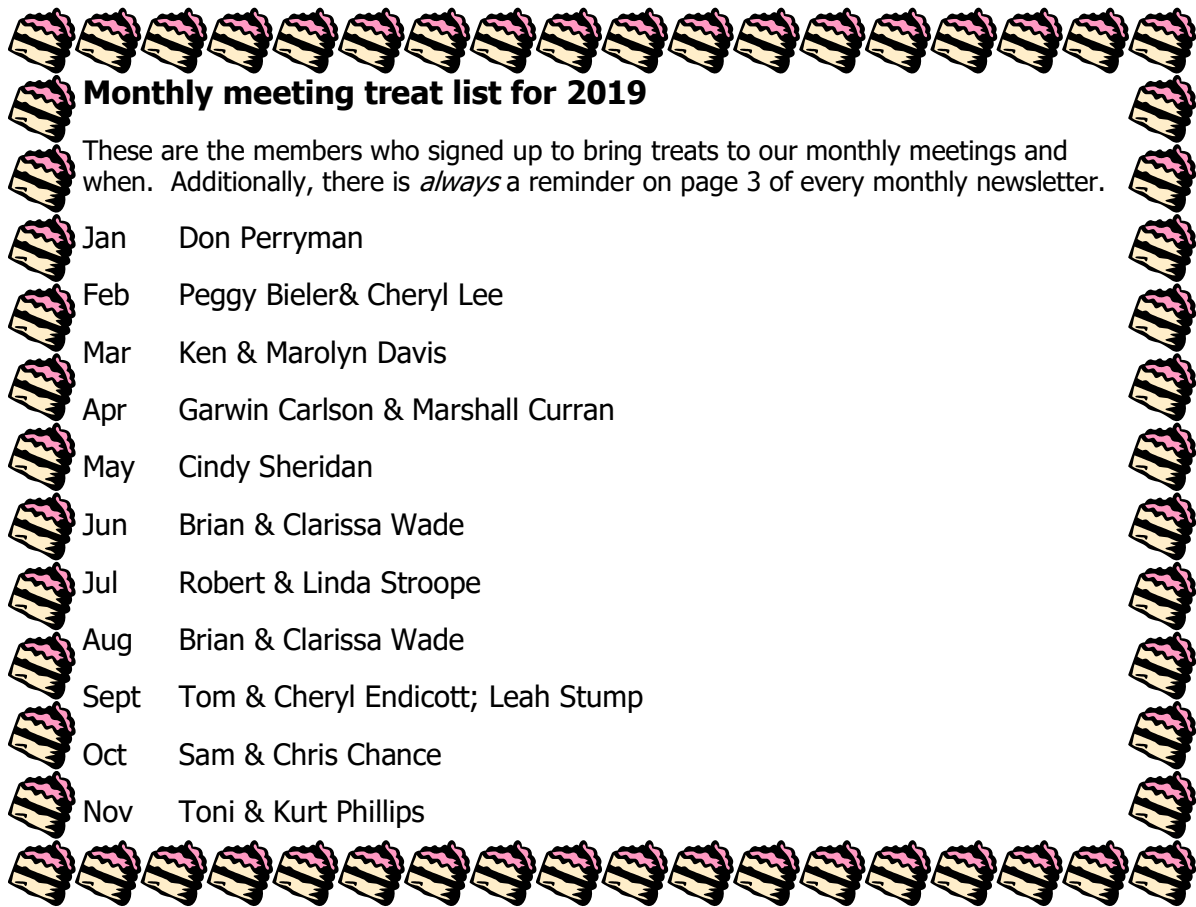 Monthly meeting treat list for 2019
These are the members who signed up to bring treats to our monthly meetings and
when.  Additionally, there is always a reminder on page 3 of every monthly newsletter.
Jan Don Perryman
Feb Peggy Bieler& Cheryl Lee
Mar Ken & Marolyn Davis
Apr Garwin Carlson & Marshall Curran
May Cindy Sheridan
Jun Brian & Clarissa Wade
Jul Robert & Linda Stroope
Aug Brian & Clarissa Wade
Sept Tom & Cheryl Endicott; Leah Stump
Oct Sam & Chris Chance
Nov Toni & Kurt Phillips